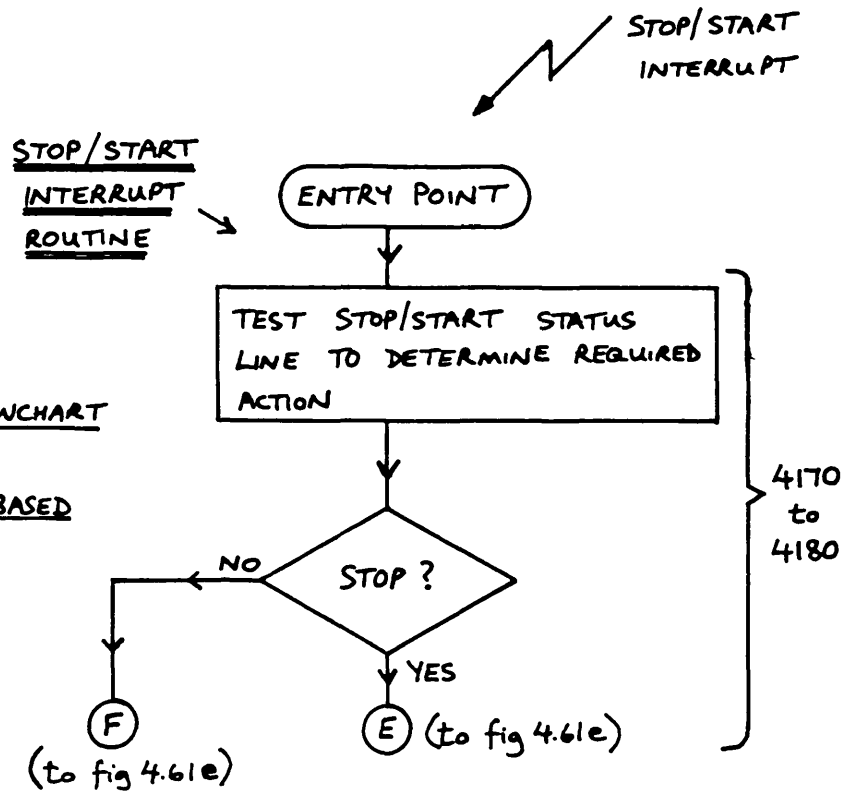 STOP/START
INTERRUPT
STOP/START
INTERRUPT
ROUTINE
ENTRY POINT
TEST STOP/START STATUS
LINE TO DETERMINE REQUIRED
ACTION
WCHART
BASED
4170
to
4180
STOP ?
NO
YES
F
E (to fig 4.61e)
(to fig 4.61e)